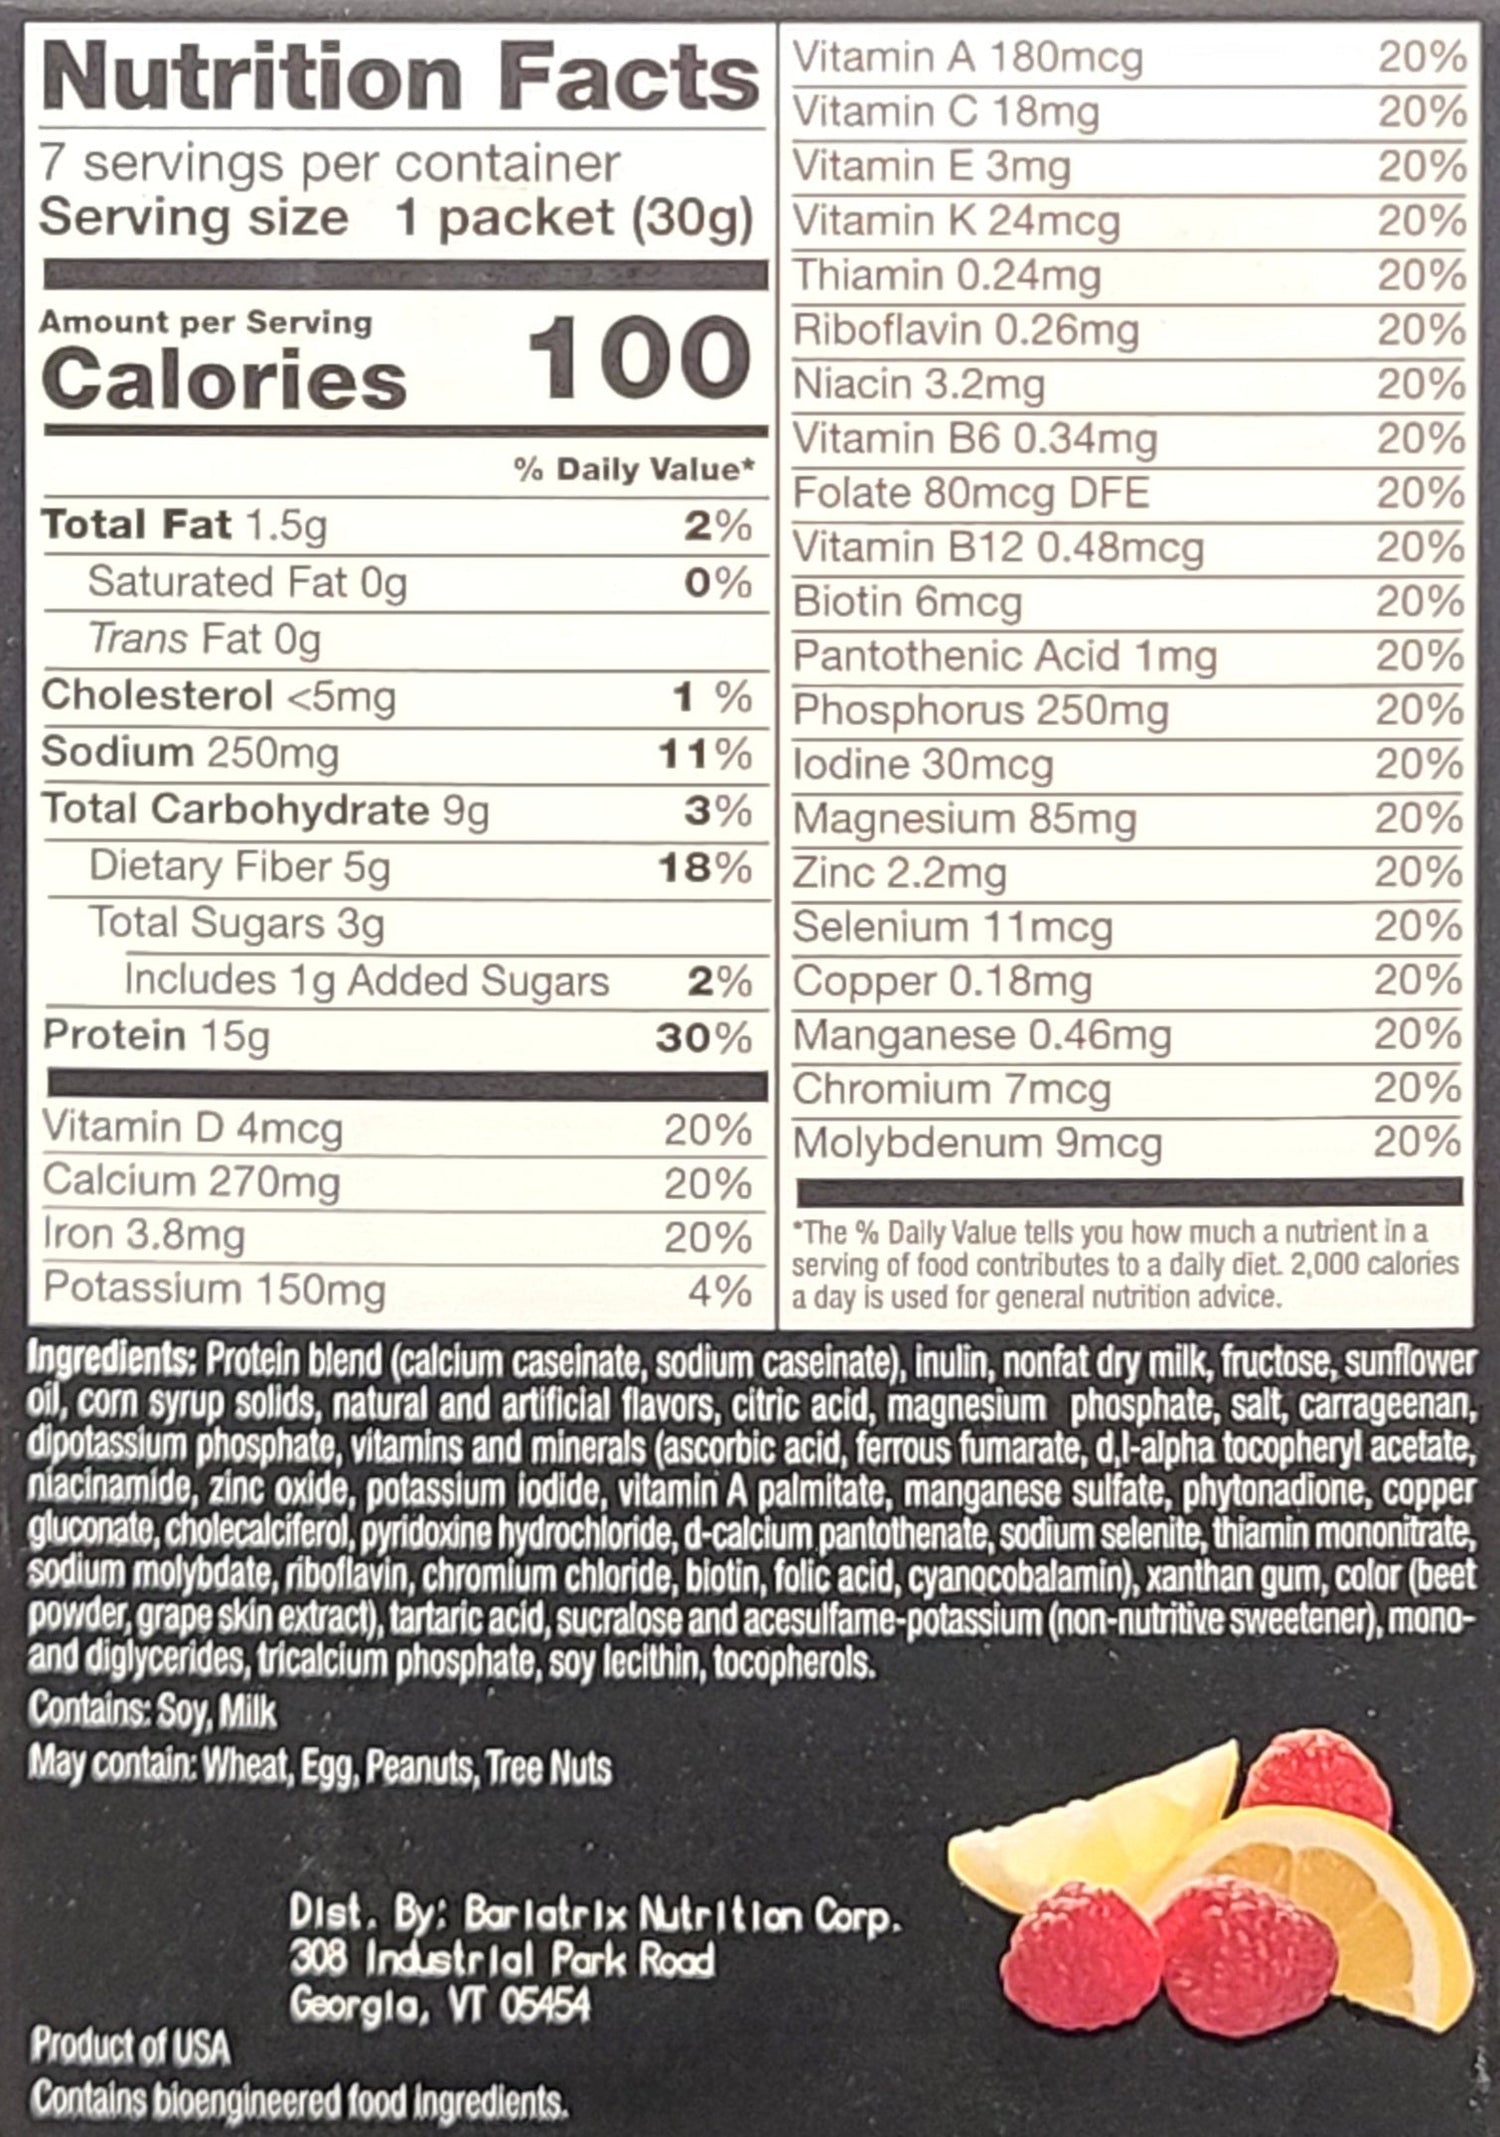 Nutrition Facts
7 servings per container
Serving size 1 packet (30g)
Amount per Serving
Calories 100
% Daily Value*
Total Fat 1.5g 2%
Saturated Fat 0g 0%
Trans Fat 0g
Cholesterol <5mg 1 %
Sodium 250mg 11%
Total Carbohydrate 9g 3%
Dietary Fiber 5g 18%
Total Sugars 3g
Includes 1g Added Sugars 2%
Protein 15g 30%
Vitamin D 4mcg 20%
Calcium 270mg 20%
Iron 3.8mg 20%
Potassium 150mg 4%
Vitamin A 180mcg 20%
Vitamin C 18mg 20%
Vitamin E 3mg 20%
Vitamin K 24mcg 20%
Thiamin 0.24mg 20%
Riboflavin 0.26mg 20%
Niacin 3.2mg 20%
Vitamin B6 0.34mg 20%
Folate 80mcg DFE 20%
Vitamin B12 0.48mcg 20%
Biotin 6mcg 20%
Pantothenic Acid 1mg 20%
Phosphorus 250mg 20%
Iodine 30mcg 20%
Magnesium 85mg 20%
Zinc 2.2mg 20%
Selenium 11mcg 20%
Copper 0.18mg 20%
Manganese 0.46mg 20%
Chromium 7mcg 20%
Molybdenum 9mcg 20%
*The % Daily Value tells you how much a nutrient in a
serving of food contributes to a daily diet. 2,000 calories
a day is used for general nutrition advice.
Ingredients: Protein blend (calcium caseinate, sodium caseinate), inulin, nonfat dry milk, fructose, sunflower
oil, corn syrup solids, natural and artificial flavors, citric acid, magnesium phosphate, salt, carrageenan,
dipotassium phosphate, vitamins and minerals (ascorbic acid, ferrous fumarate, d,l-alpha tocopheryl acetate,
niacinamide, zinc oxide, potassium iodide, vitamin A palmitate, manganese sulfate, phytonadione, copper
gluconate, cholecalciferol, pyridoxine hydrochloride, d-calcium pantothenate, sodium selenite, thiamin mononitrate,
sodium molybdate, riboflavin, chromium chloride, biotin, folic acid, cyanocobalamin), xanthan gum, color (beet
powder, grape skin extract), tartaric acid, sucralose and acesulfame-potassium (non-nutritive sweetener), mono-
and diglycerides, tricalcium phosphate, soy lecithin, tocopherols.
Contains: Soy, Milk
May contain: Wheat, Egg, Peanuts, Tree Nuts
Dist. By: Bariatrix Nutrition Corp.
308 Industrial Park Road
Georgia, VT 05454
Product of USA
Contains bioengineered food ingredients.